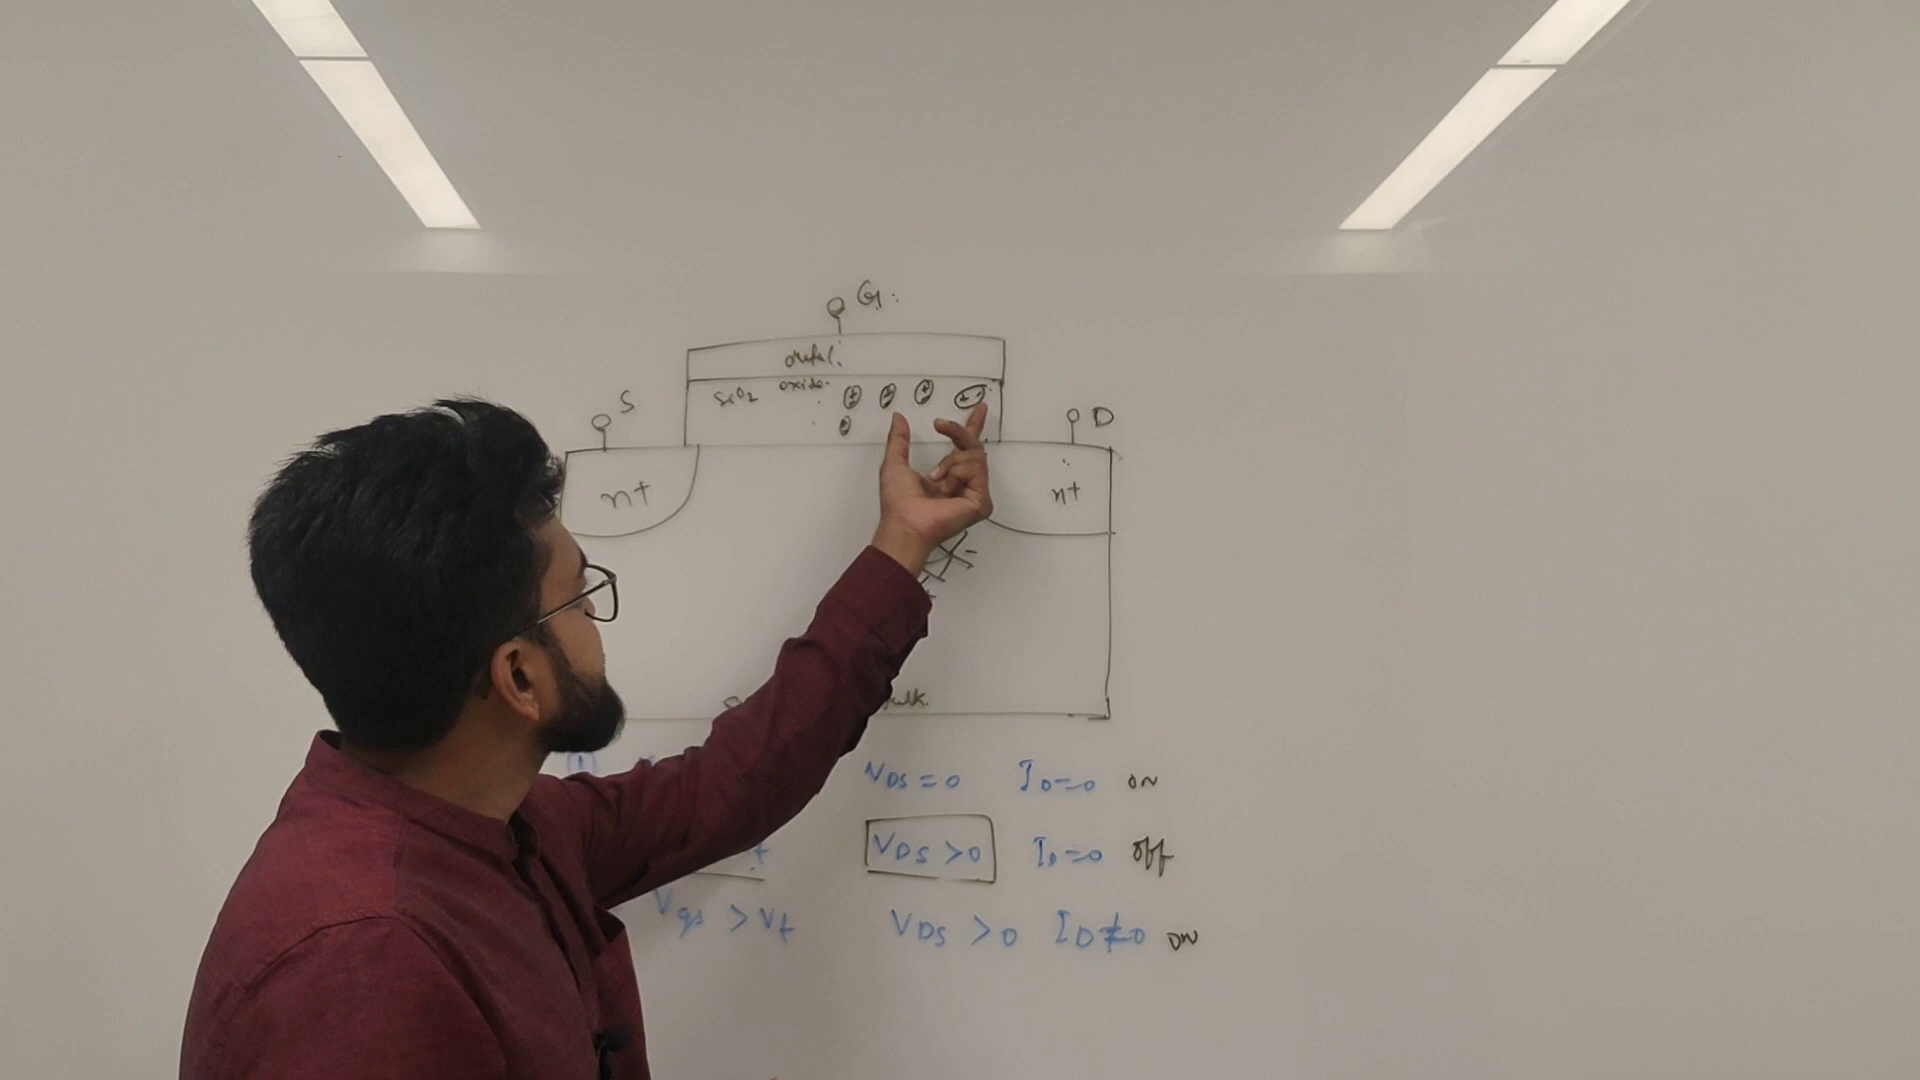 G
metal.
SiO2 oxide.
S
D
n+
n+
VDS = 0 ID=0 ON
VDS >0 ID=0 off
Vgs > Vt VDS >0 ID≠0 ON